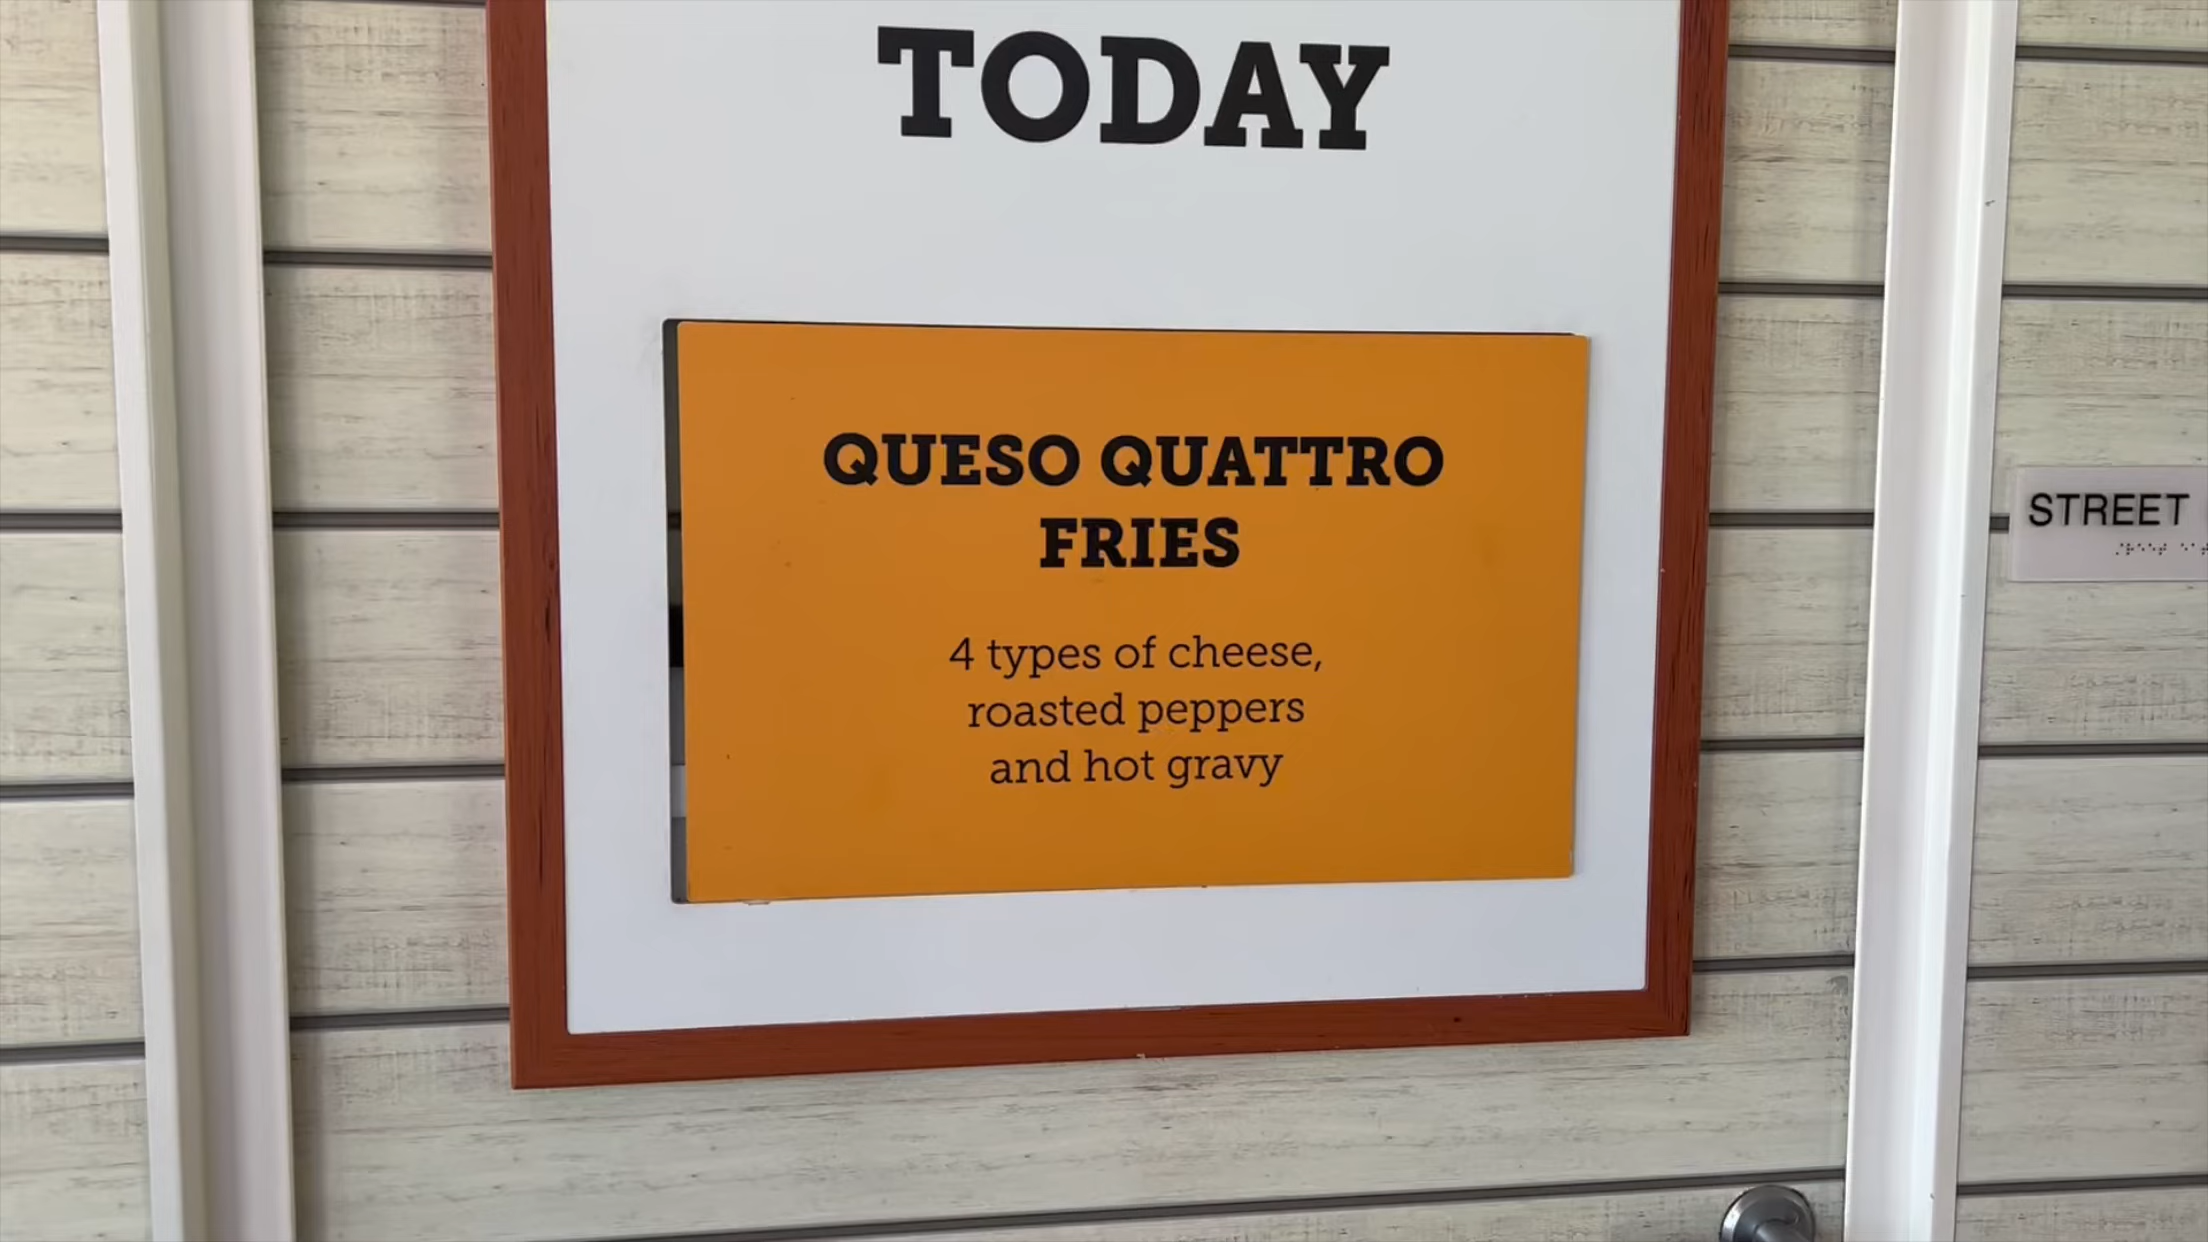 TODAY
QUESO QUATTRO
FRIES
4 types of cheese,
roasted peppers
and hot gravy
STREET